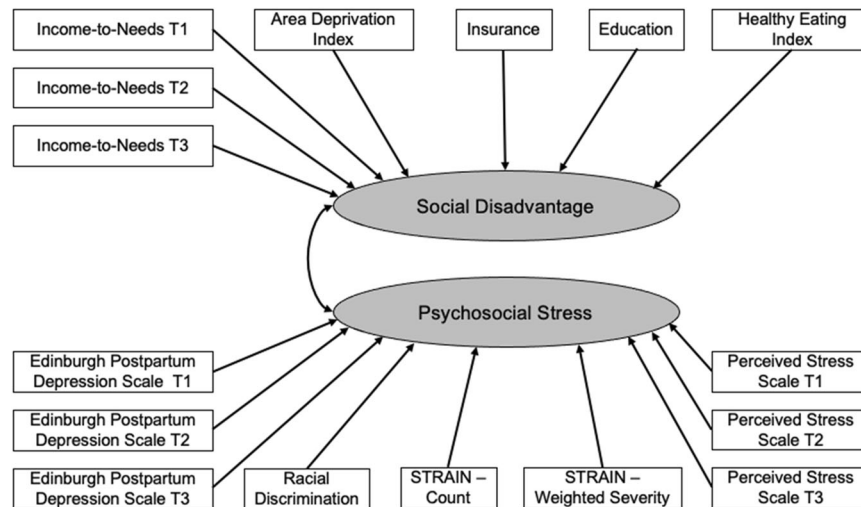 Income-to-Needs T1
Area Deprivation
Index
Insurance
Education
Healthy Eating
Index
Income-to-Needs T2
Income-to-Needs T3
Social Disadvantage
Psychosocial Stress
Edinburgh Postpartum
Depression Scale T1
Edinburgh Postpartum
Depression Scale T2
Edinburgh Postpartum
Depression Scale T3
Racial
Discrimination
STRAIN –
Count
STRAIN –
Weighted Severity
Perceived Stress
Scale T1
Perceived Stress
Scale T2
Perceived Stress
Scale T3